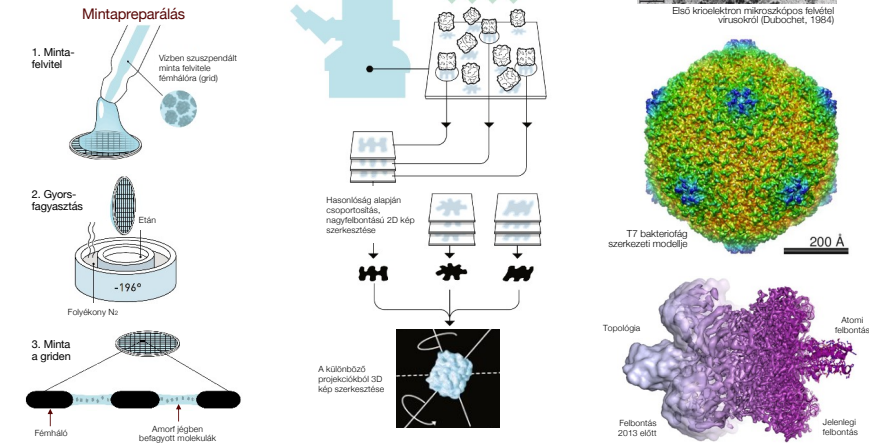 Mintapreparálás
1. Minta-
felvitel
Vízben szuszpendált
minta felvitele
fémhálóra (grid)
2. Gyors-
fagyasztás
Etán
-196°
Folyékony N2
3. Minta
a griden
Fémháló
Amorf jégben
befagyott molekulák
Hasonlóság alapján
csoportosítás,
nagyfelbontású 2D kép
szerkesztése
A különböző
projekciókból 3D
kép szerkesztése
Első krioelektron mikroszkópos felvétel
vírusokról (Dubochet, 1984)
T7 bakteriofág
szerkezeti modellje
200 Å
Topológia
Atomi
felbontás
Felbontás
2013 előtt
Jelenlegi
felbontás